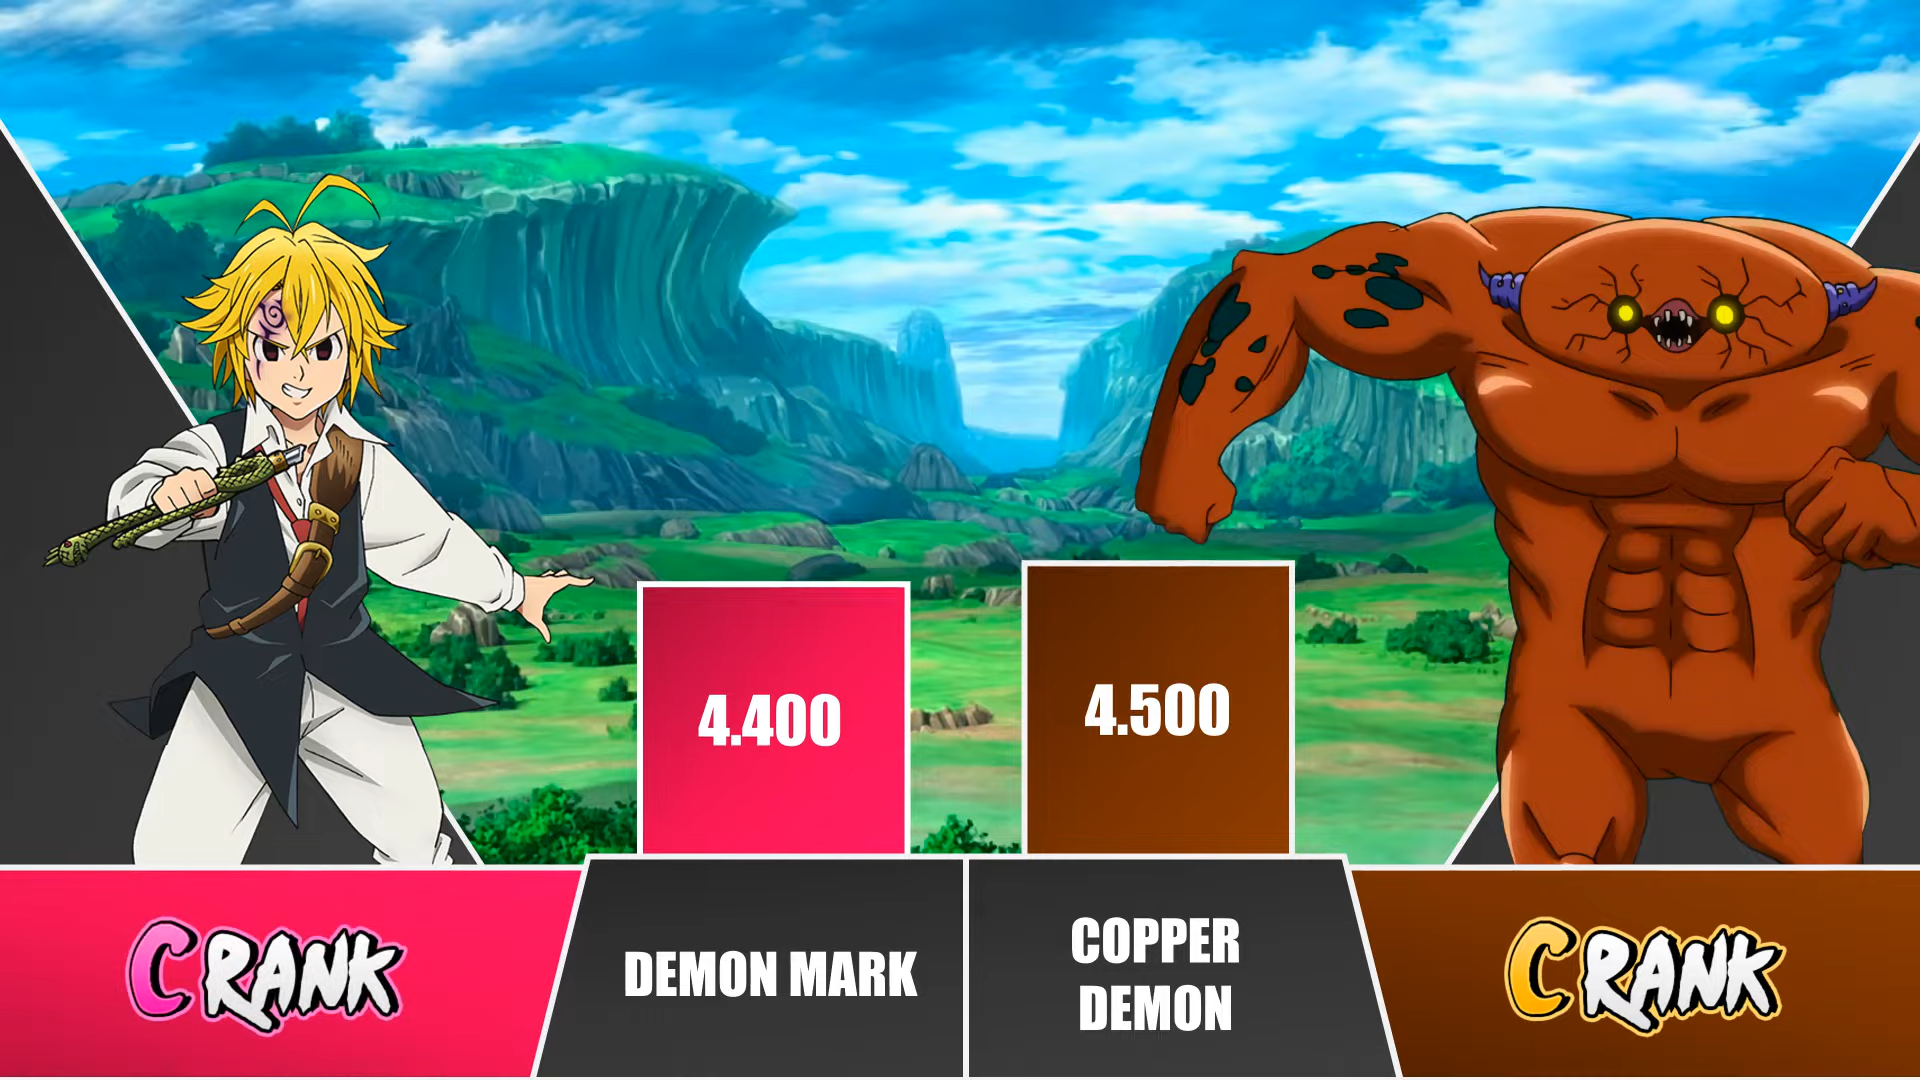 4.400
4.500
C RANK
DEMON MARK
COPPER
DEMON
C RANK